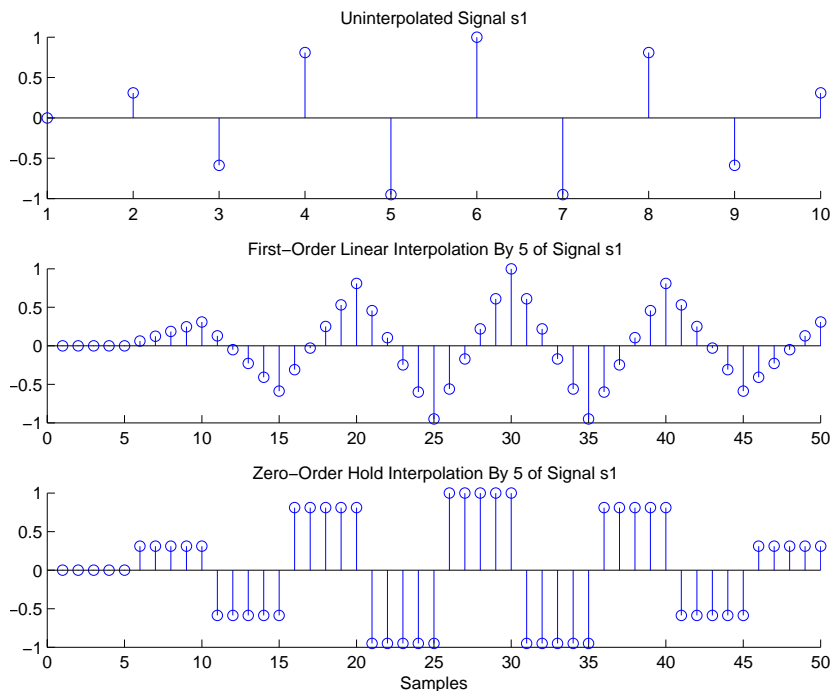 Uninterpolated Signal s1
1
0.5
0
−0.5
−1
1 2 3 4 5 6 7 8 9 10
First−Order Linear Interpolation By 5 of Signal s1
1
0.5
0
−0.5
−1
0 5 10 15 20 25 30 35 40 45 50
Zero−Order Hold Interpolation By 5 of Signal s1
1
0.5
0
−0.5
−1
0 5 10 15 20 25 30 35 40 45 50
Samples